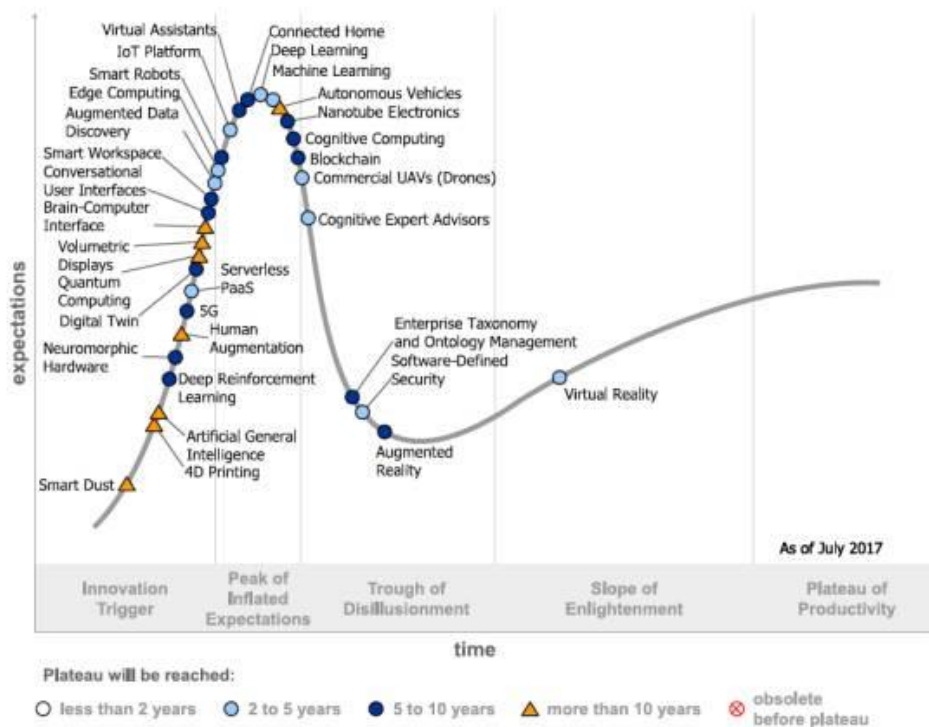 Virtual Assistants
IoT Platform
Smart Robots
Edge Computing
Augmented Data
Discovery
Smart Workspace
Conversational
User Interfaces
Brain-Computer
Interface
Volumetric
Displays
Quantum
Computing
Digital Twin
Neuromorphic
Hardware
Smart Dust
Connected Home
Deep Learning
Machine Learning
Autonomous Vehicles
Nanotube Electronics
Cognitive Computing
Blockchain
Commercial UAVs (Drones)
Cognitive Expert Advisors
Serverless
PaaS
5G
Human
Augmentation
Deep Reinforcement
Learning
Artificial General
Intelligence
4D Printing
Enterprise Taxonomy
and Ontology Management
Software-Defined
Security
Augmented
Reality
Virtual Reality
expectations
As of July 2017
Innovation
Trigger
Peak of
Inflated
Expectations
Trough of
Disillusionment
Slope of
Enlightenment
Plateau of
Productivity
time
Plateau will be reached:
less than 2 years
2 to 5 years
5 to 10 years
more than 10 years
obsolete
before plateau